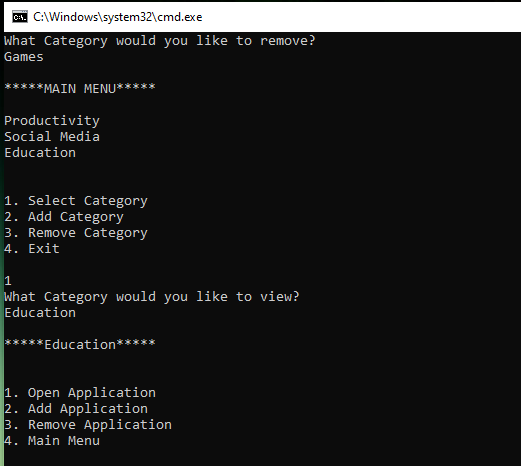 C:\Windows\system32\cmd.exe
What Category would you like to remove?
Games
*****MAIN MENU*****
Productivity
Social Media
Education
1. Select Category
2. Add Category
3. Remove Category
4. Exit
1
What Category would you like to view?
Education
*****Education*****
1. Open Application
2. Add Application
3. Remove Application
4. Main Menu